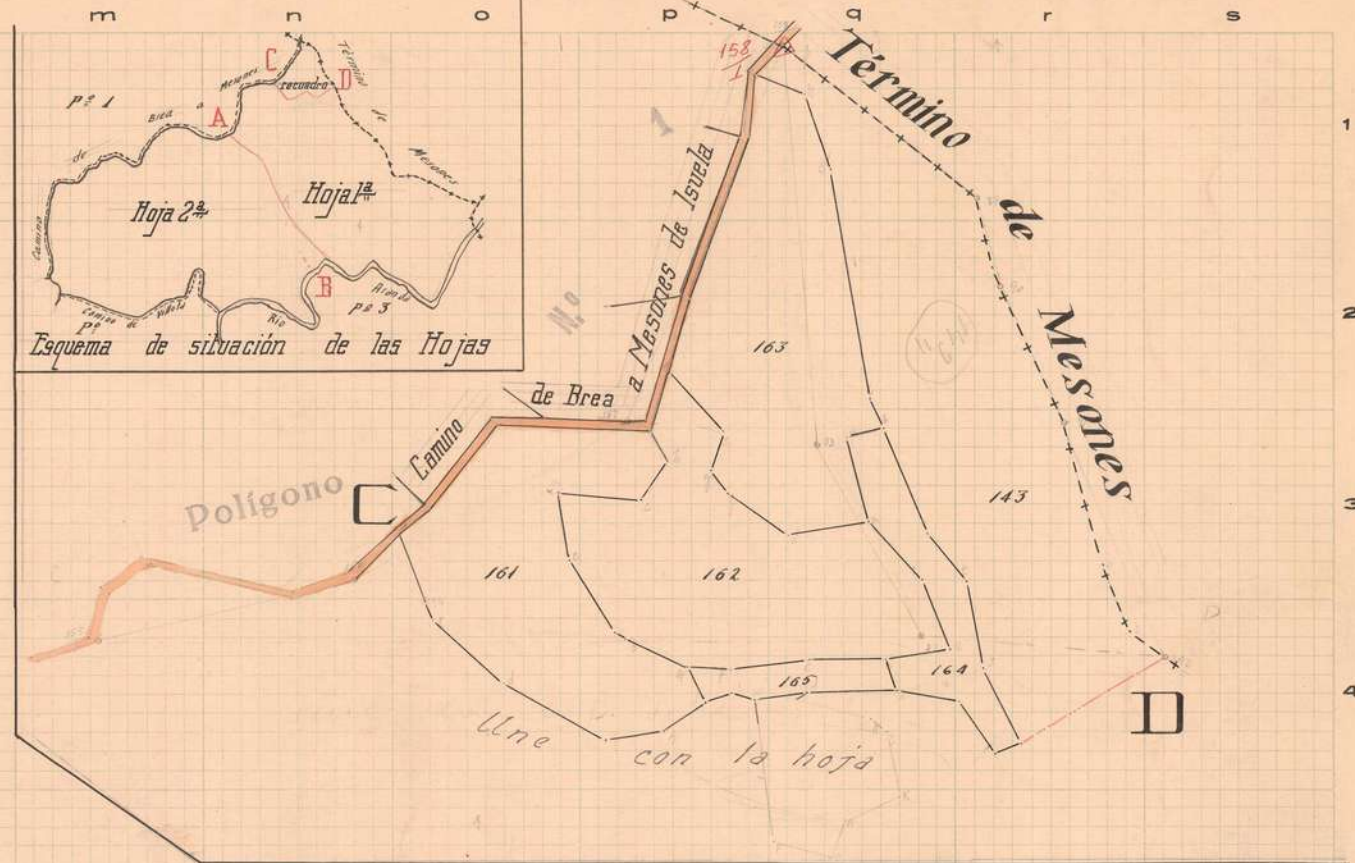 m n o p q r s
1
2
3
4
C
D
A
B
recuadro
Término
de
Mesones
Pº 1
de
Brea
a
Mesones
Camino
Hoja 2ª
Hoja 1ª
Camino de
Pº
Río
Aranda
Pº 3
Esquema de situación de las Hojas
158
1
Término
de
Mesones
Polígono
N.º
1
C
Camino
de Brea
a Mesones de Isuela
163
143
161
162
165
164
D
Une con la hoja